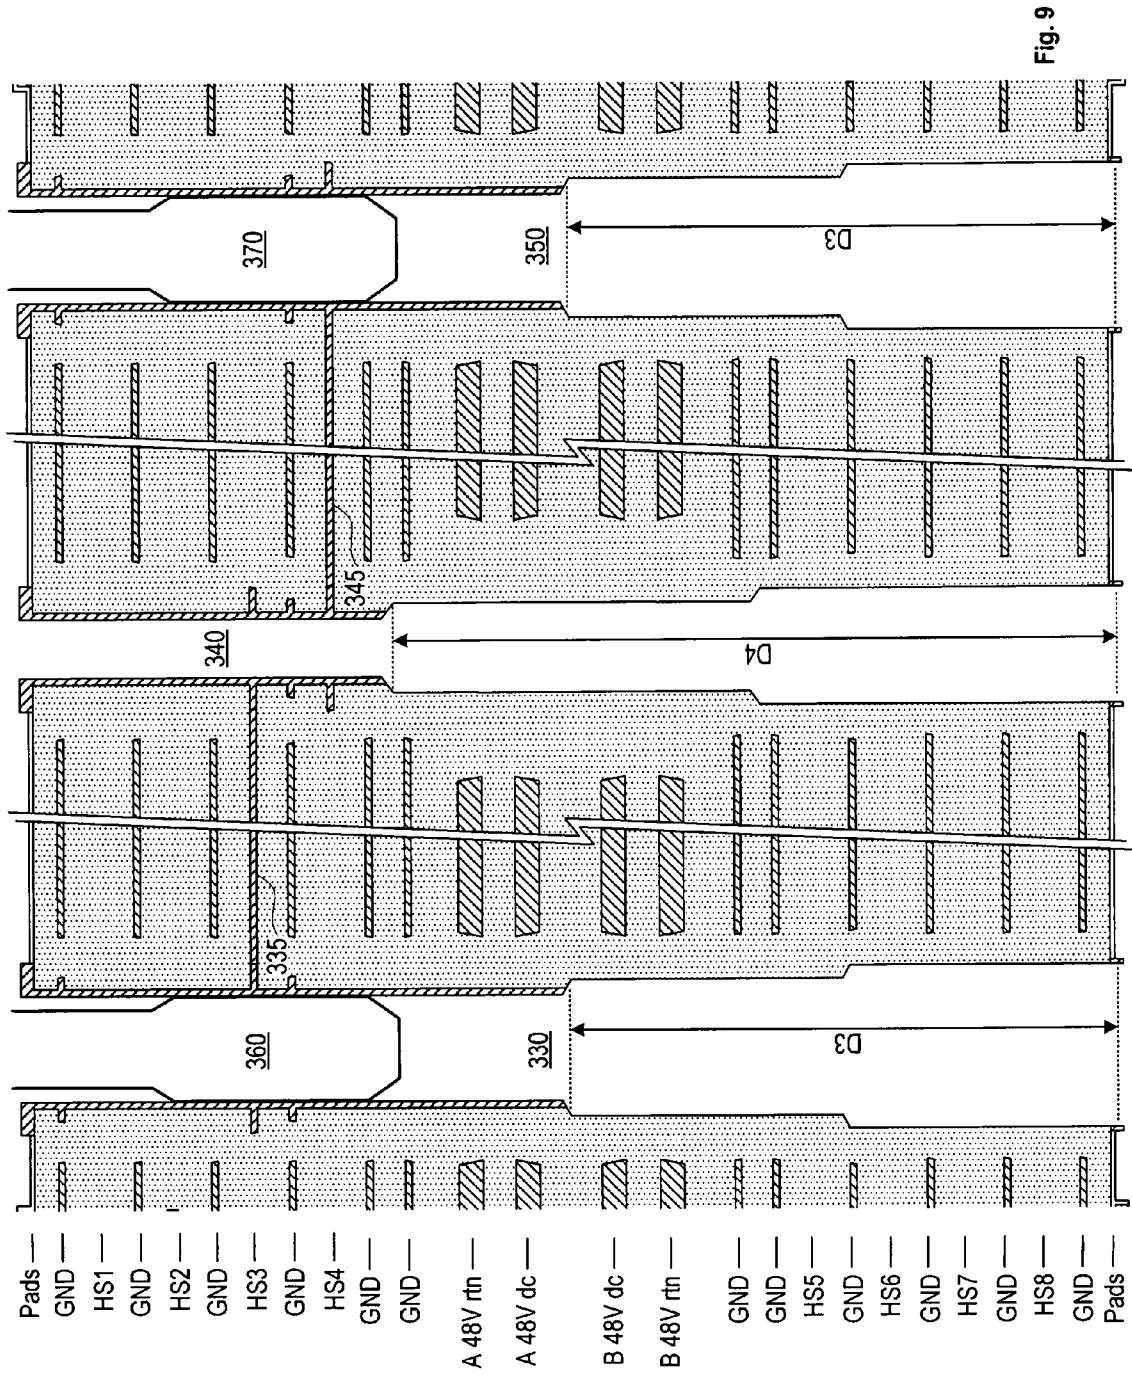 Fig. 9
370
350
D3
345
340
D4
335
360
330
D3
Pads
GND
HS1
GND
HS2
GND
HS3
GND
HS4
GND
GND
A 48V rtn
A 48V dc
B 48V dc
B 48V rtn
GND
GND
HS5
GND
HS6
GND
HS7
GND
HS8
GND
Pads